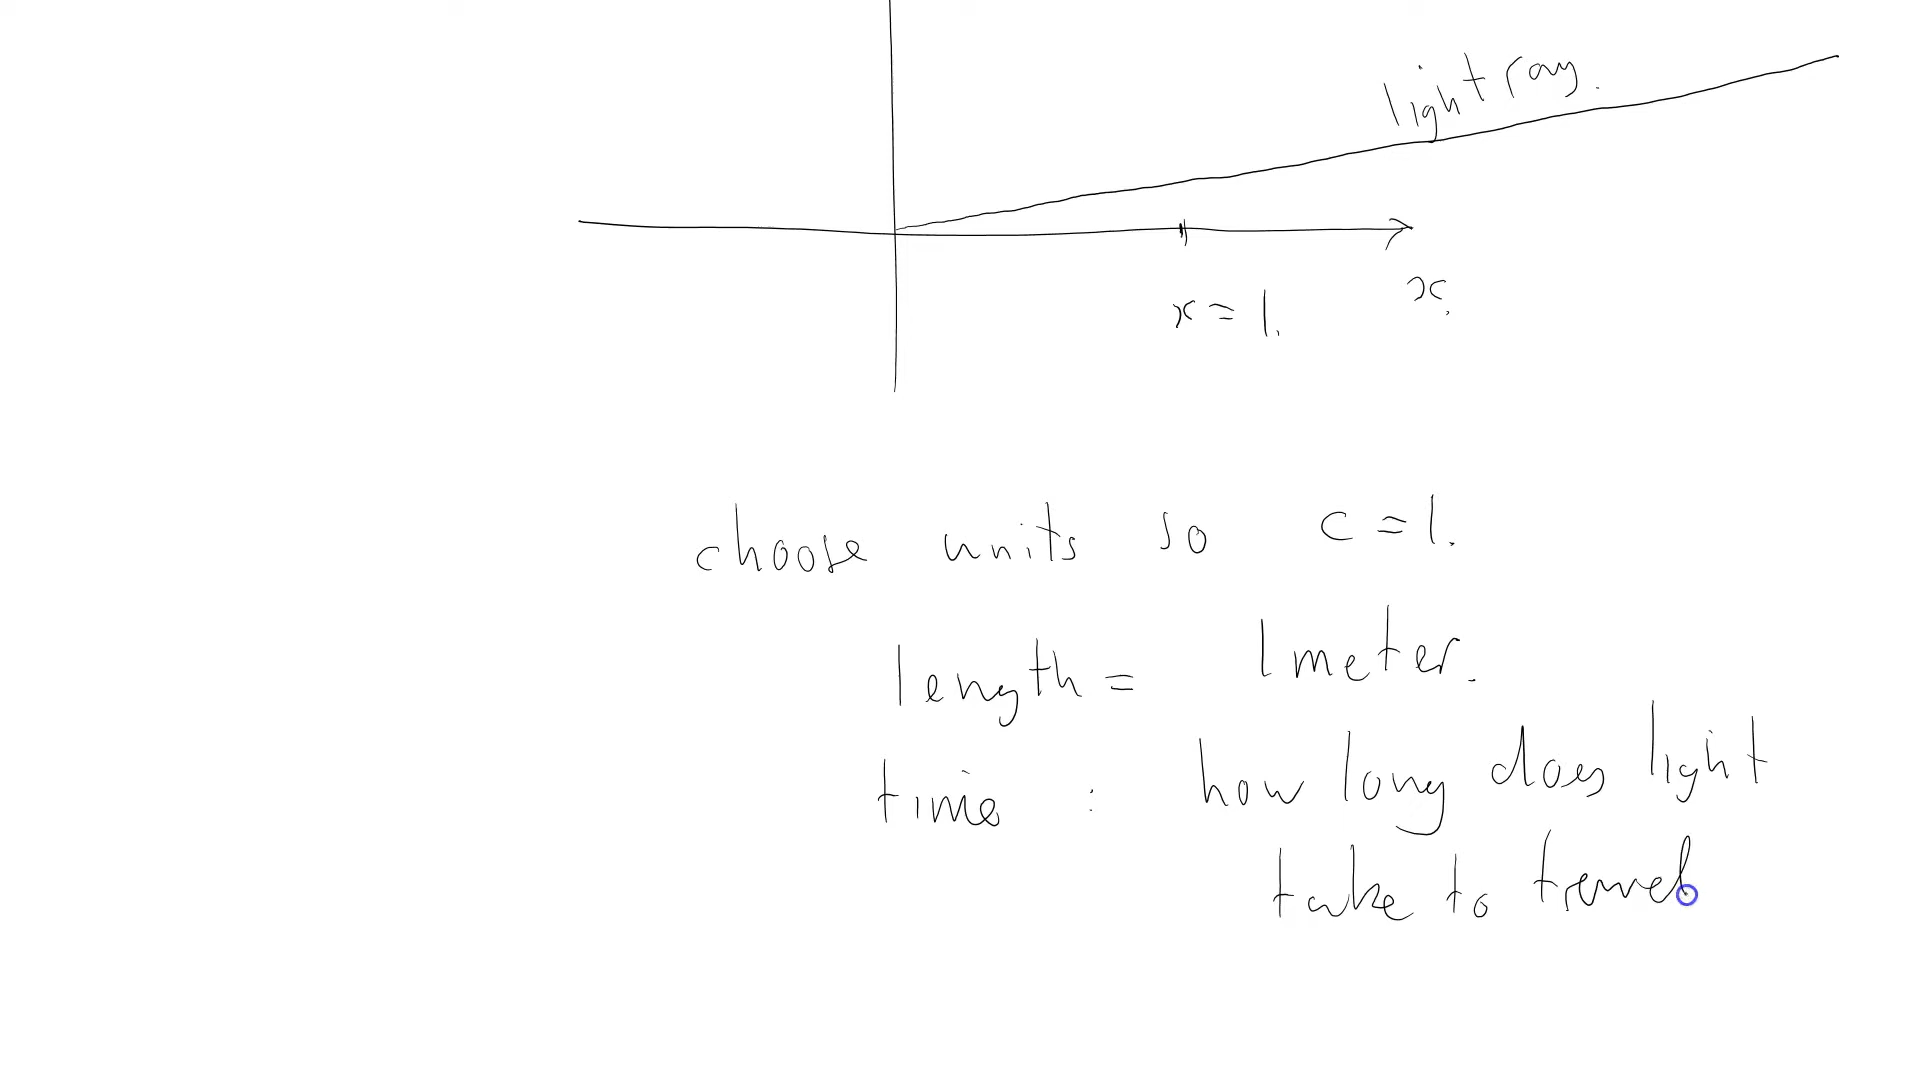 light ray.
x = 1.
x.
choose units so c = 1.
length = 1 meter.
time : how long does light
take to travel